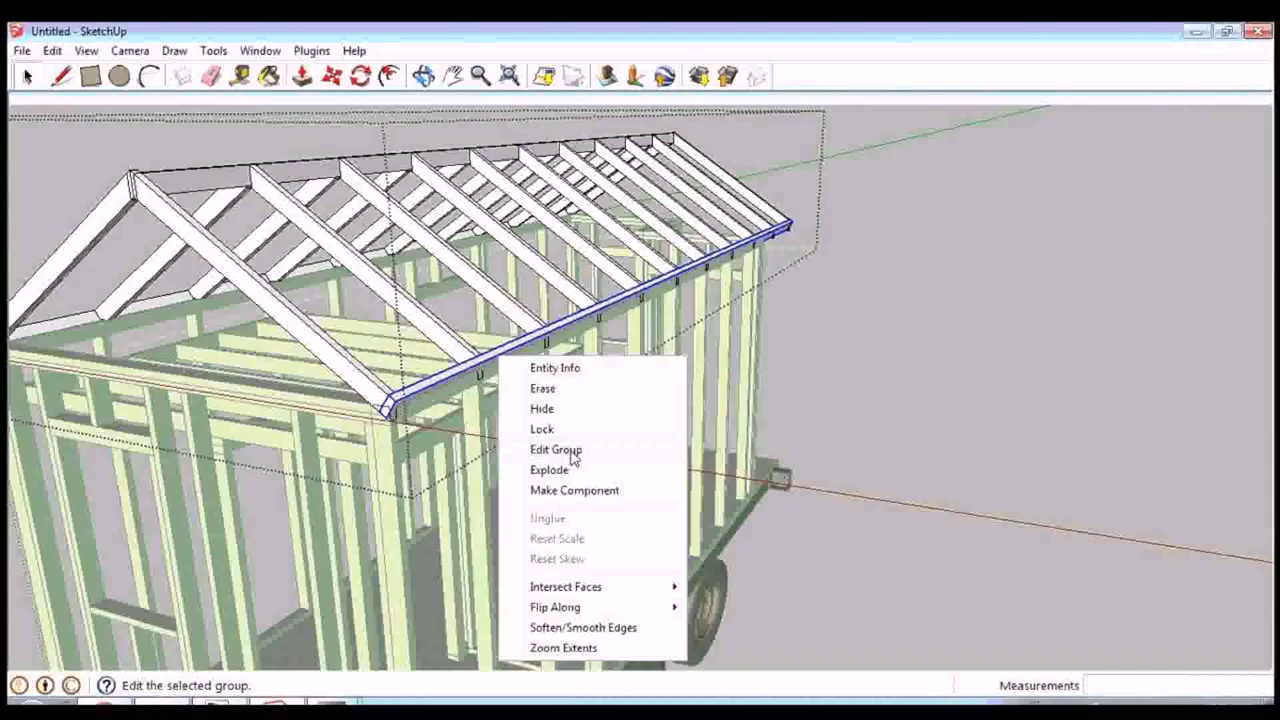 Untitled - SketchUp
File Edit View Camera Draw Tools Window Plugins Help
Entity Info
Erase
Hide
Lock
Edit Group
Explode
Make Component
Unglue
Reset Scale
Reset Skew
Intersect Faces
Flip Along
Soften/Smooth Edges
Zoom Extents
Edit the selected group.
Measurements